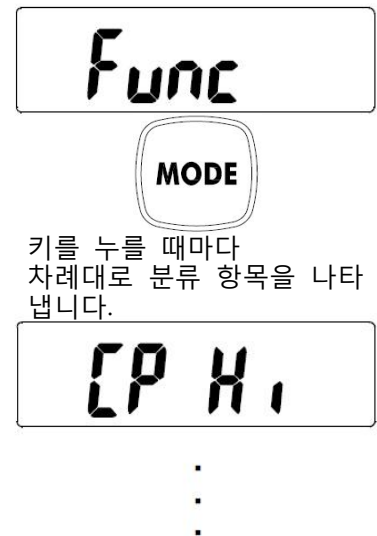 Func
MODE
키를 누를 때마다
차례대로 분류 항목을 나타
냅니다.
CP Hi